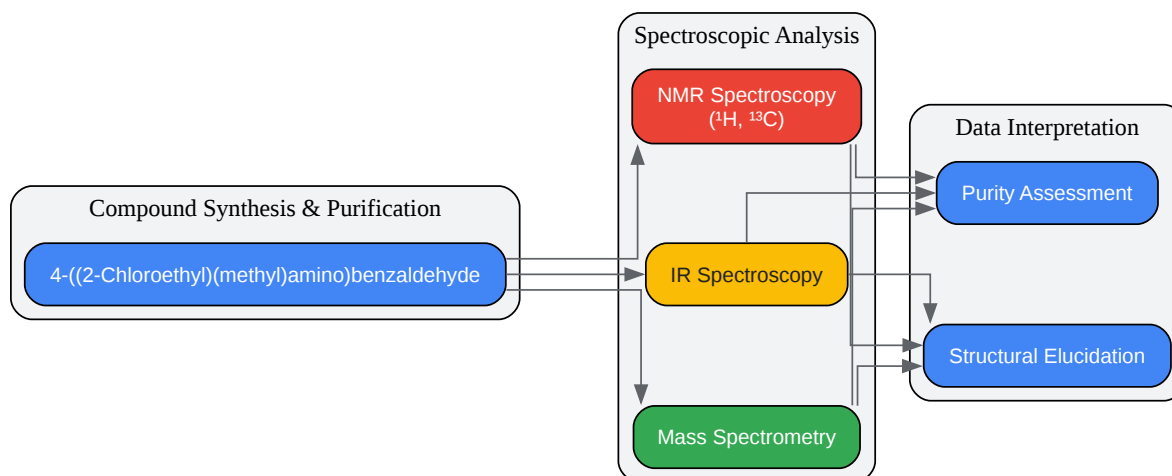 Compound Synthesis & Purification
4-((2-Chloroethyl)(methyl)amino)benzaldehyde
Spectroscopic Analysis
NMR Spectroscopy
(¹H, ¹³C)
IR Spectroscopy
Mass Spectrometry
Data Interpretation
Purity Assessment
Structural Elucidation